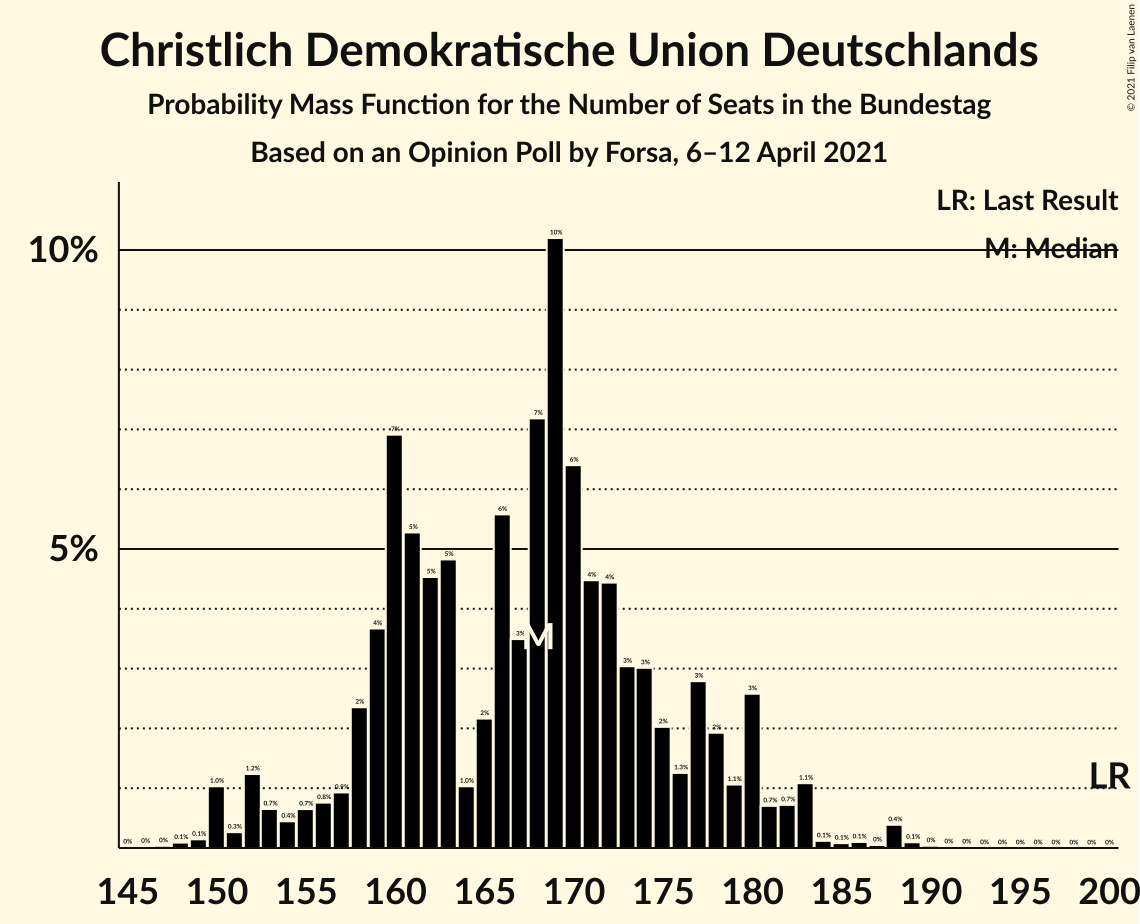 © 2021 Filip van Laenen
Christlich Demokratische Union Deutschlands
Probability Mass Function for the Number of Seats in the Bundestag
Based on an Opinion Poll by Forsa, 6–12 April 2021
LR: Last Result
M: Median
10%
5%
0% 0% 0% 0.1% 0.1% 1.0% 0.3% 1.2% 0.7% 0.4% 0.7% 0.8% 0.9% 2% 4% 7% 5% 5% 5% 1.0% 2% 6% 3% 7% 10% 6% 4% 4% 3% 3% 2% 1.3% 3% 2% 1.1% 3% 0.7% 0.7% 1.1% 0.1% 0.1% 0.1% 0% 0.4% 0.1% 0% 0% 0% 0% 0% 0% 0% 0% 0% 0% 0%
M
LR
145 150 155 160 165 170 175 180 185 190 195 200